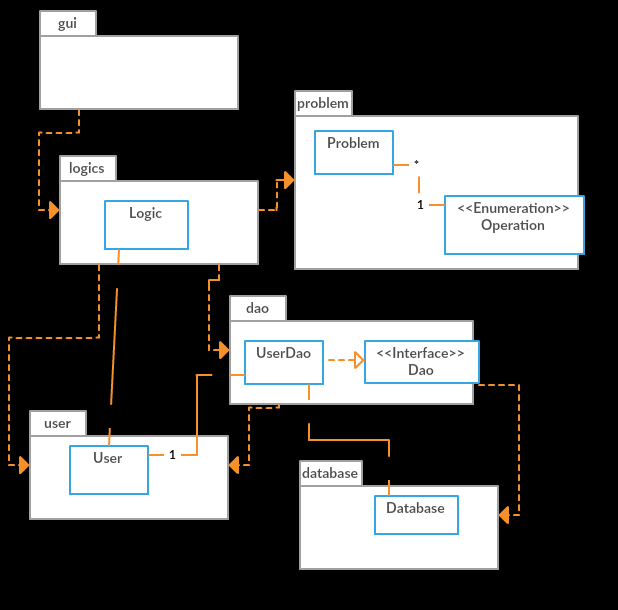 gui
problem
Problem
*
1
<<Enumeration>>
Operation
logics
Logic
dao
UserDao
<<Interface>>
Dao
user
User
1
database
Database